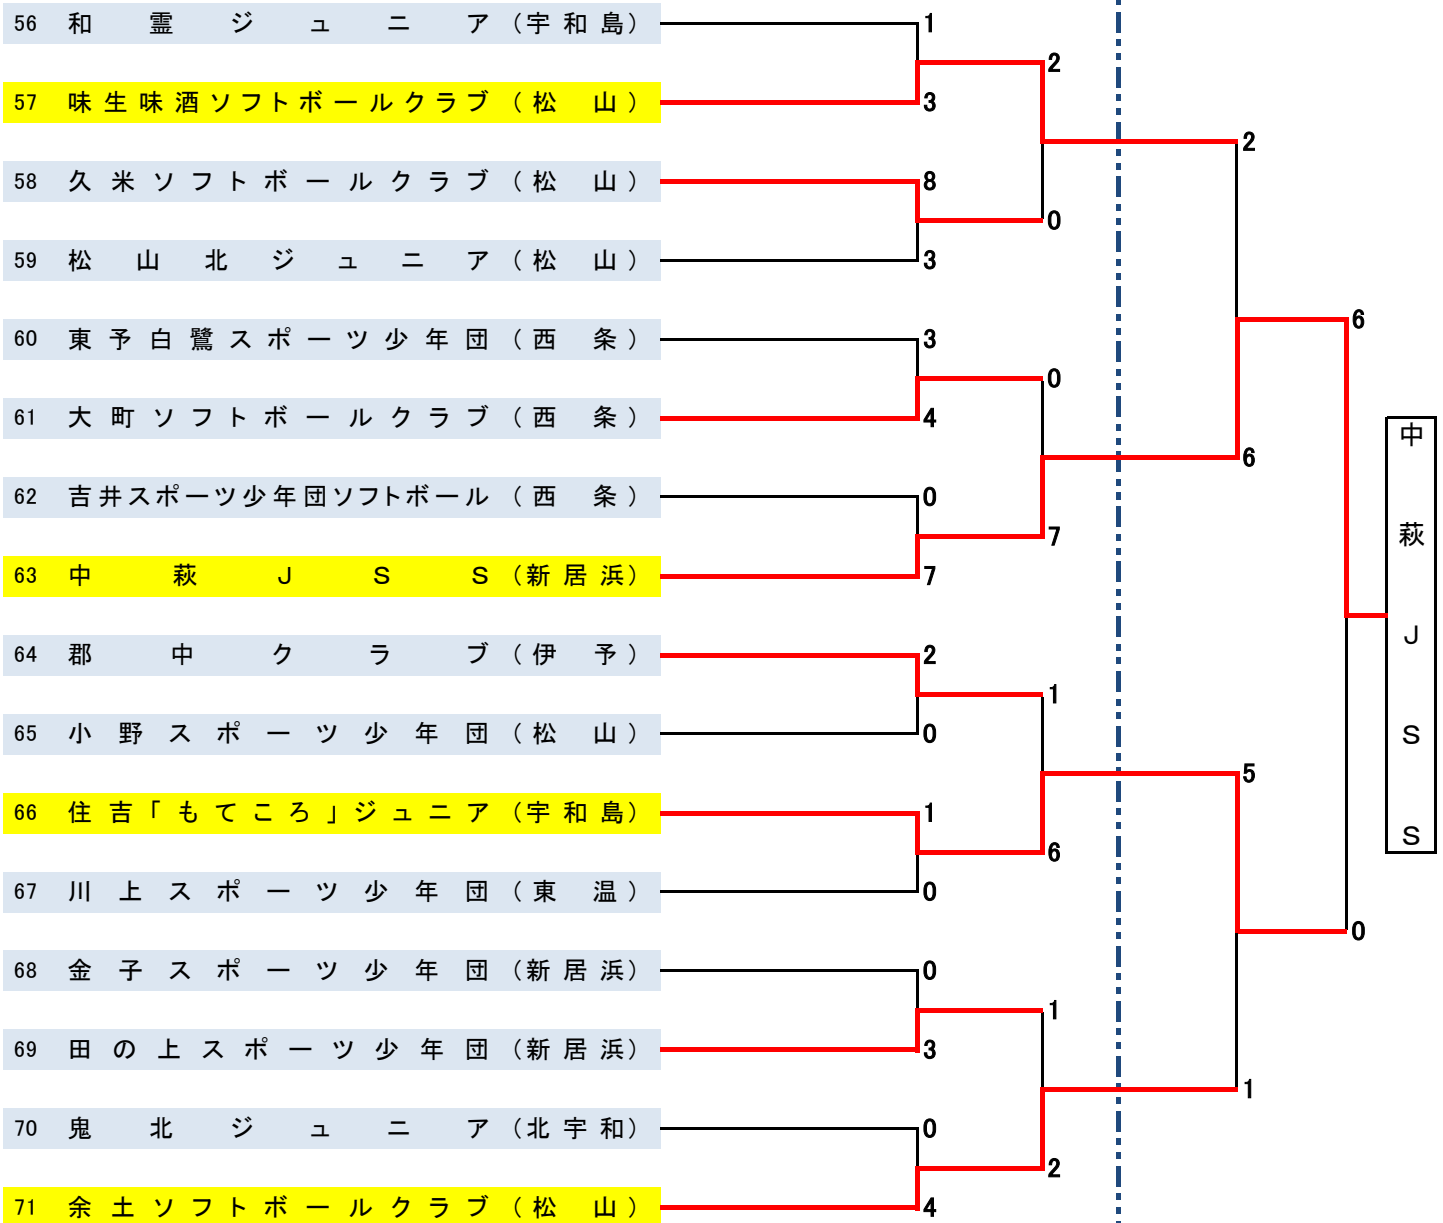 56 和霊ジュニア（宇和島） 1
2
57 味生味酒ソフトボールクラブ（松山） 3
2
58 久米ソフトボールクラブ（松山） 8
0
59 松山北ジュニア（松山） 3
6
60 東予白鷺スポーツ少年団（西条） 3
0
61 大町ソフトボールクラブ（西条） 4
6
62 吉井スポーツ少年団ソフトボール（西条） 0
7
63 中萩ＪＳＳ（新居浜） 7
中萩ＪＳＳ
64 郡中クラブ（伊予） 2
1
65 小野スポーツ少年団（松山） 0
5
66 住吉「もてころ」ジュニア（宇和島） 1
6
67 川上スポーツ少年団（東温） 0
0
68 金子スポーツ少年団（新居浜） 0
1
69 田の上スポーツ少年団（新居浜） 3
1
70 鬼北ジュニア（北宇和） 0
2
71 余土ソフトボールクラブ（松山） 4